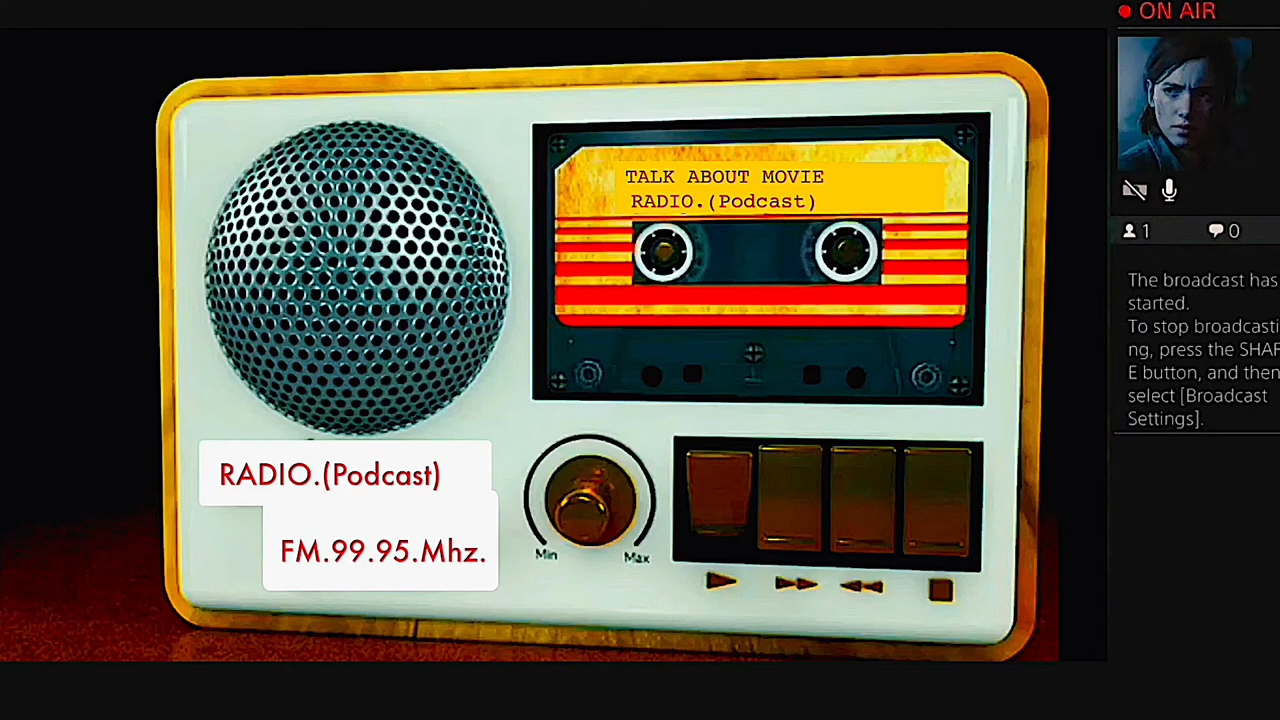 ON AIR
TALK ABOUT MOVIE
RADIO.(Podcast)
1 0
The broadcast has
started.
To stop broadcasti
ng, press the SHAR
E button, and then
select [Broadcast
Settings].
RADIO.(Podcast)
FM.99.95.Mhz.
Min Max